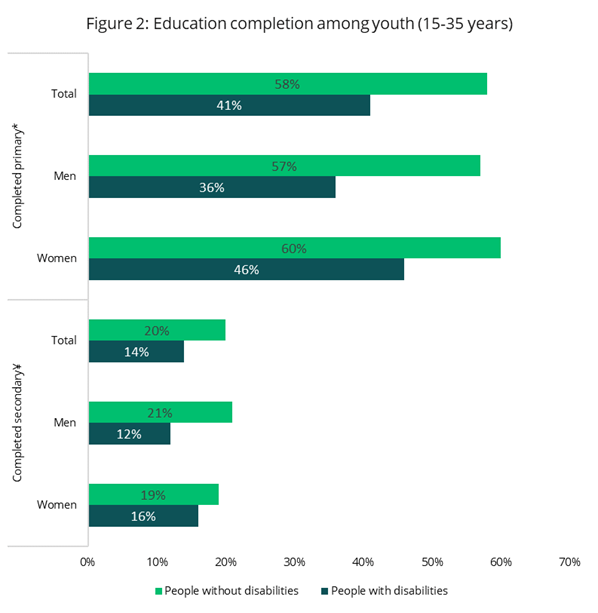 Figure 2: Education completion among youth (15-35 years)
Completed primary*
Total
58%
41%
Men
57%
36%
Women
60%
46%
Completed secondary¥
Total
20%
14%
Men
21%
12%
Women
19%
16%
0% 10% 20% 30% 40% 50% 60% 70%
People without disabilities People with disabilities